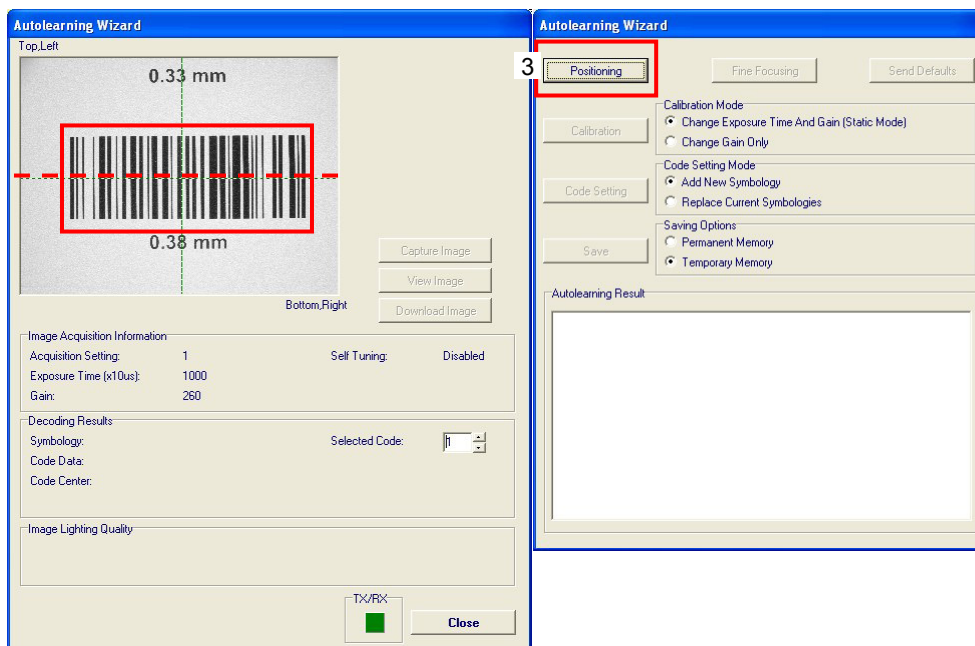 Autolearning Wizard
Top,Left
0.33 mm
0.38 mm
Capture Image
View Image
Bottom,Right
Download Image
Image Acquisition Information
Acquisition Setting: 1 Self Tuning: Disabled
Exposure Time (x10us): 1000
Gain: 260
Decoding Results
Symbology: Selected Code: 1
Code Data:
Code Center:
Image Lighting Quality
TX/RX
Close
Autolearning Wizard
3 Positioning Fine Focusing Send Defaults
Calibration Mode
Calibration Change Exposure Time And Gain (Static Mode)
Change Gain Only
Code Setting Mode
Code Setting Add New Symbology
Replace Current Symbologies
Saving Options
Save Permanent Memory
Temporary Memory
Autolearning Result